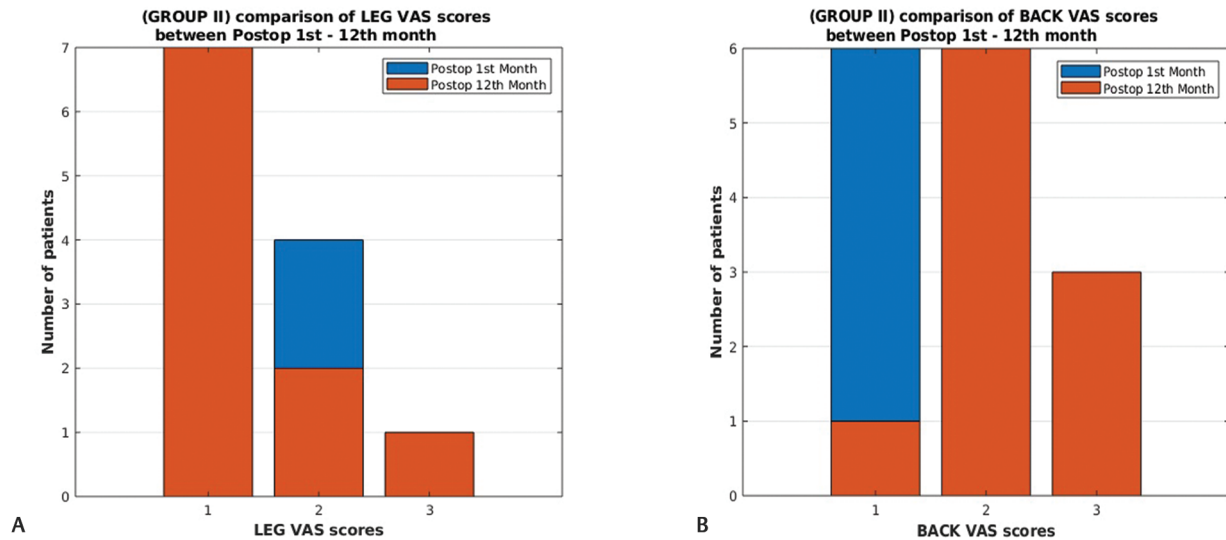 (GROUP II) comparison of LEG VAS scores
between Postop 1st - 12th month
7
6
5
4
3
2
1
0
Number of patients
Postop 1st Month
Postop 12th Month
1 2 3
LEG VAS scores
A
(GROUP II) comparison of BACK VAS scores
between Postop 1st - 12th month
6
5
4
3
2
1
0
Number of patients
Postop 1st Month
Postop 12th Month
1 2 3
BACK VAS scores
B